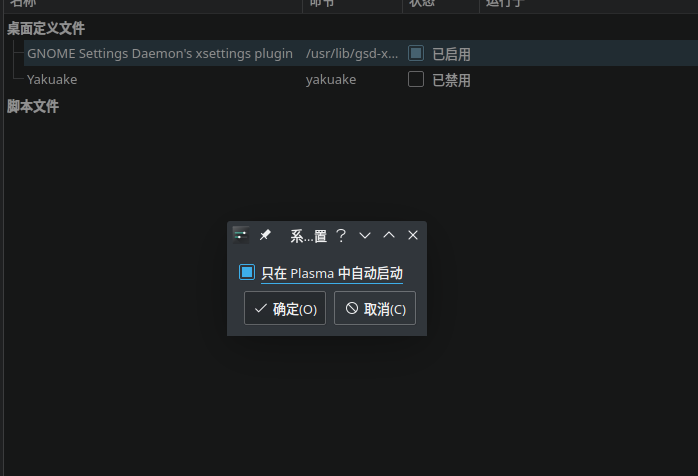 名称 命令 状态 运行于
桌面定义文件
GNOME Settings Daemon's xsettings plugin /usr/lib/gsd-x... 已启用
Yakuake yakuake 已禁用
脚本文件
系...置
只在 Plasma 中自动启动
确定(O) 取消(C)